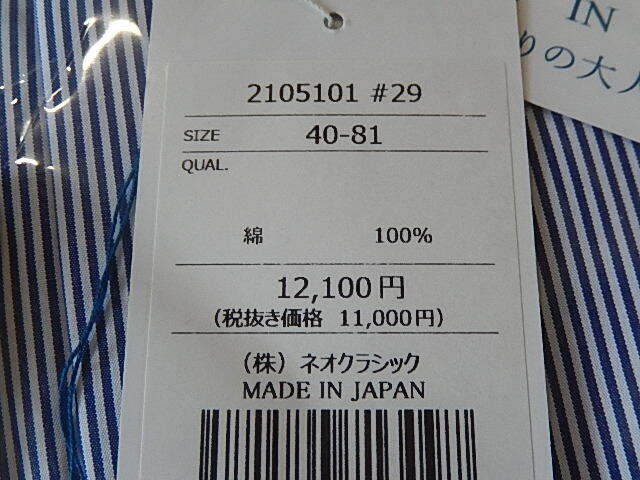 IN
りの大人
2105101 #29
SIZE 40-81
QUAL.
綿 100%
12,100円
(税抜き価格 11,000円)
(株) ネオクラシック
MADE IN JAPAN